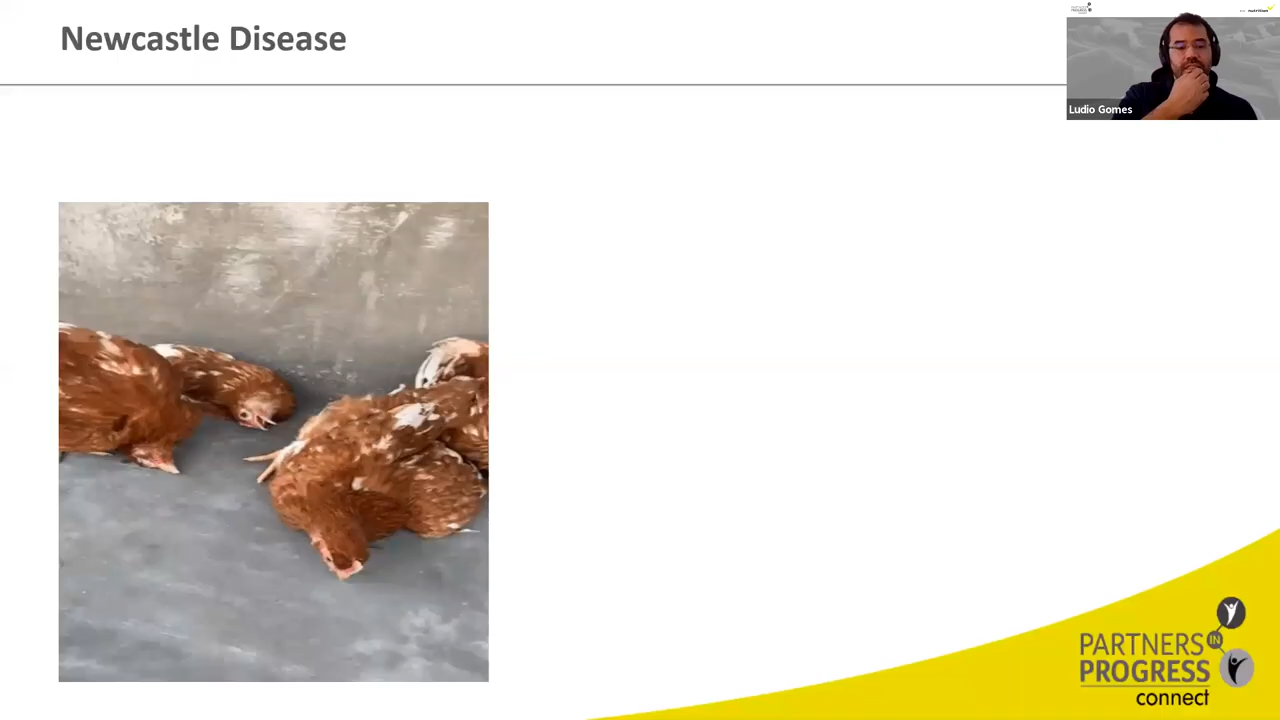 Newcastle Disease
Ludio Gomes
PARTNERS
IN
PROGRESS
connect